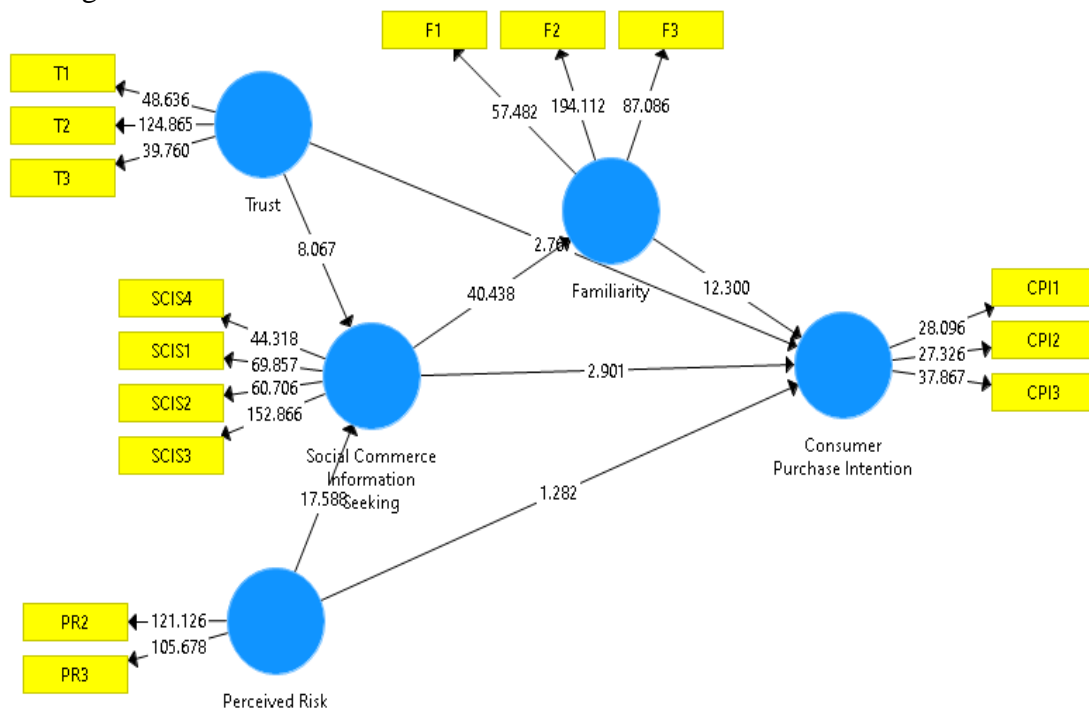 F1
F2
F3
T1
T2
T3
48.636
124.865
39.760
57.482
194.112
87.086
Trust
8.067
2.76
Familiarity
12.300
40.438
SCIS4
SCIS1
SCIS2
SCIS3
44.318
69.857
60.706
152.866
2.901
CPI1
CPI2
CPI3
28.096
27.326
37.867
Consumer
Purchase Intention
Social Commerce
Information
Seeking
17.588
1.282
PR2
PR3
121.126
105.678
Perceived Risk